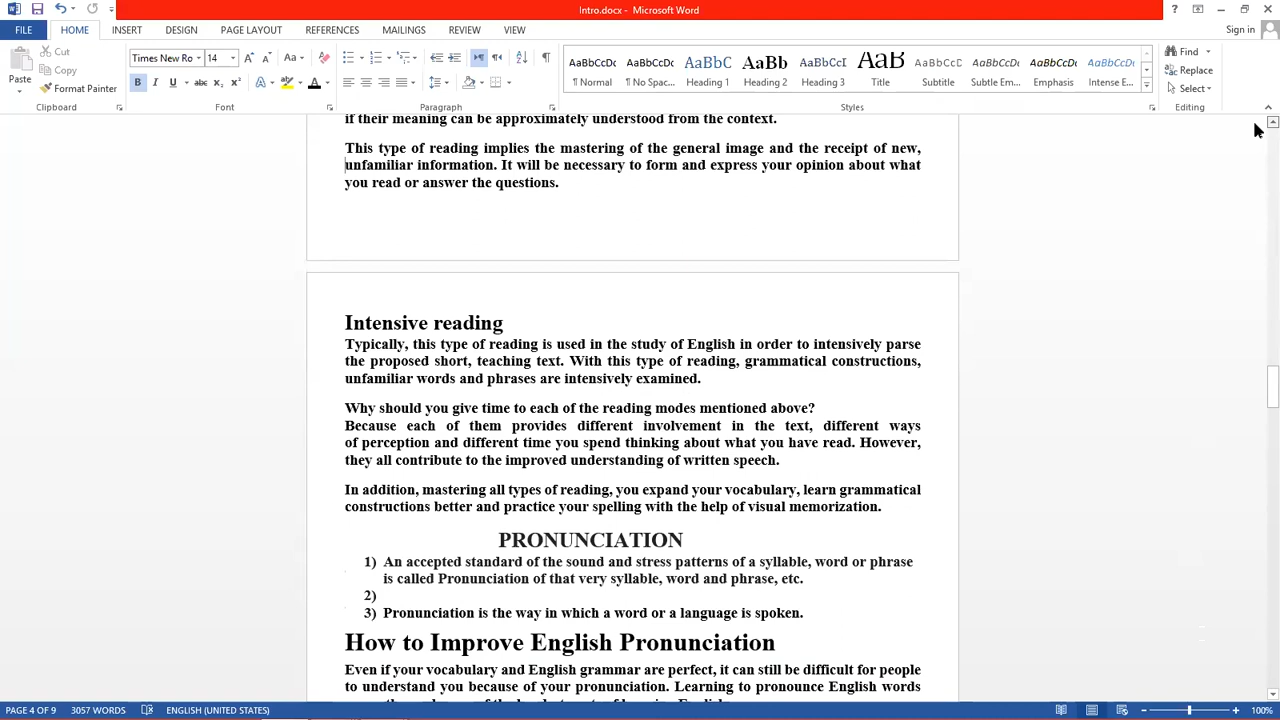 Intro.docx - Microsoft Word
FILE HOME INSERT DESIGN PAGE LAYOUT REFERENCES MAILINGS REVIEW VIEW Sign in
Cut
Copy
Paste
Format Painter
Clipboard
Times New Ro 14
Font
Paragraph
AaBbCcDc AaBbCcDc AaBbC AaBb AaBbCcI AaB AaBbCcDc AaBbCcDc AaBbCcDc AaBbCcDc
¶ Normal ¶ No Spac... Heading 1 Heading 2 Heading 3 Title Subtitle Subtle Em... Emphasis Intense E...
Styles
Find
Replace
Select
Editing
if their meaning can be approximately understood from the context.
This type of reading implies the mastering of the general image and the receipt of new,
unfamiliar information. It will be necessary to form and express your opinion about what
you read or answer the questions.
Intensive reading
Typically, this type of reading is used in the study of English in order to intensively parse
the proposed short, teaching text. With this type of reading, grammatical constructions,
unfamiliar words and phrases are intensively examined.
Why should you give time to each of the reading modes mentioned above?
Because each of them provides different involvement in the text, different ways
of perception and different time you spend thinking about what you have read. However,
they all contribute to the improved understanding of written speech.
In addition, mastering all types of reading, you expand your vocabulary, learn grammatical
constructions better and practice your spelling with the help of visual memorization.
PRONUNCIATION
1) An accepted standard of the sound and stress patterns of a syllable, word or phrase
is called Pronunciation of that very syllable, word and phrase, etc.
2)
3) Pronunciation is the way in which a word or a language is spoken.
How to Improve English Pronunciation
Even if your vocabulary and English grammar are perfect, it can still be difficult for people
to understand you because of your pronunciation. Learning to pronounce English words
PAGE 4 OF 9 3057 WORDS ENGLISH (UNITED STATES) 100%